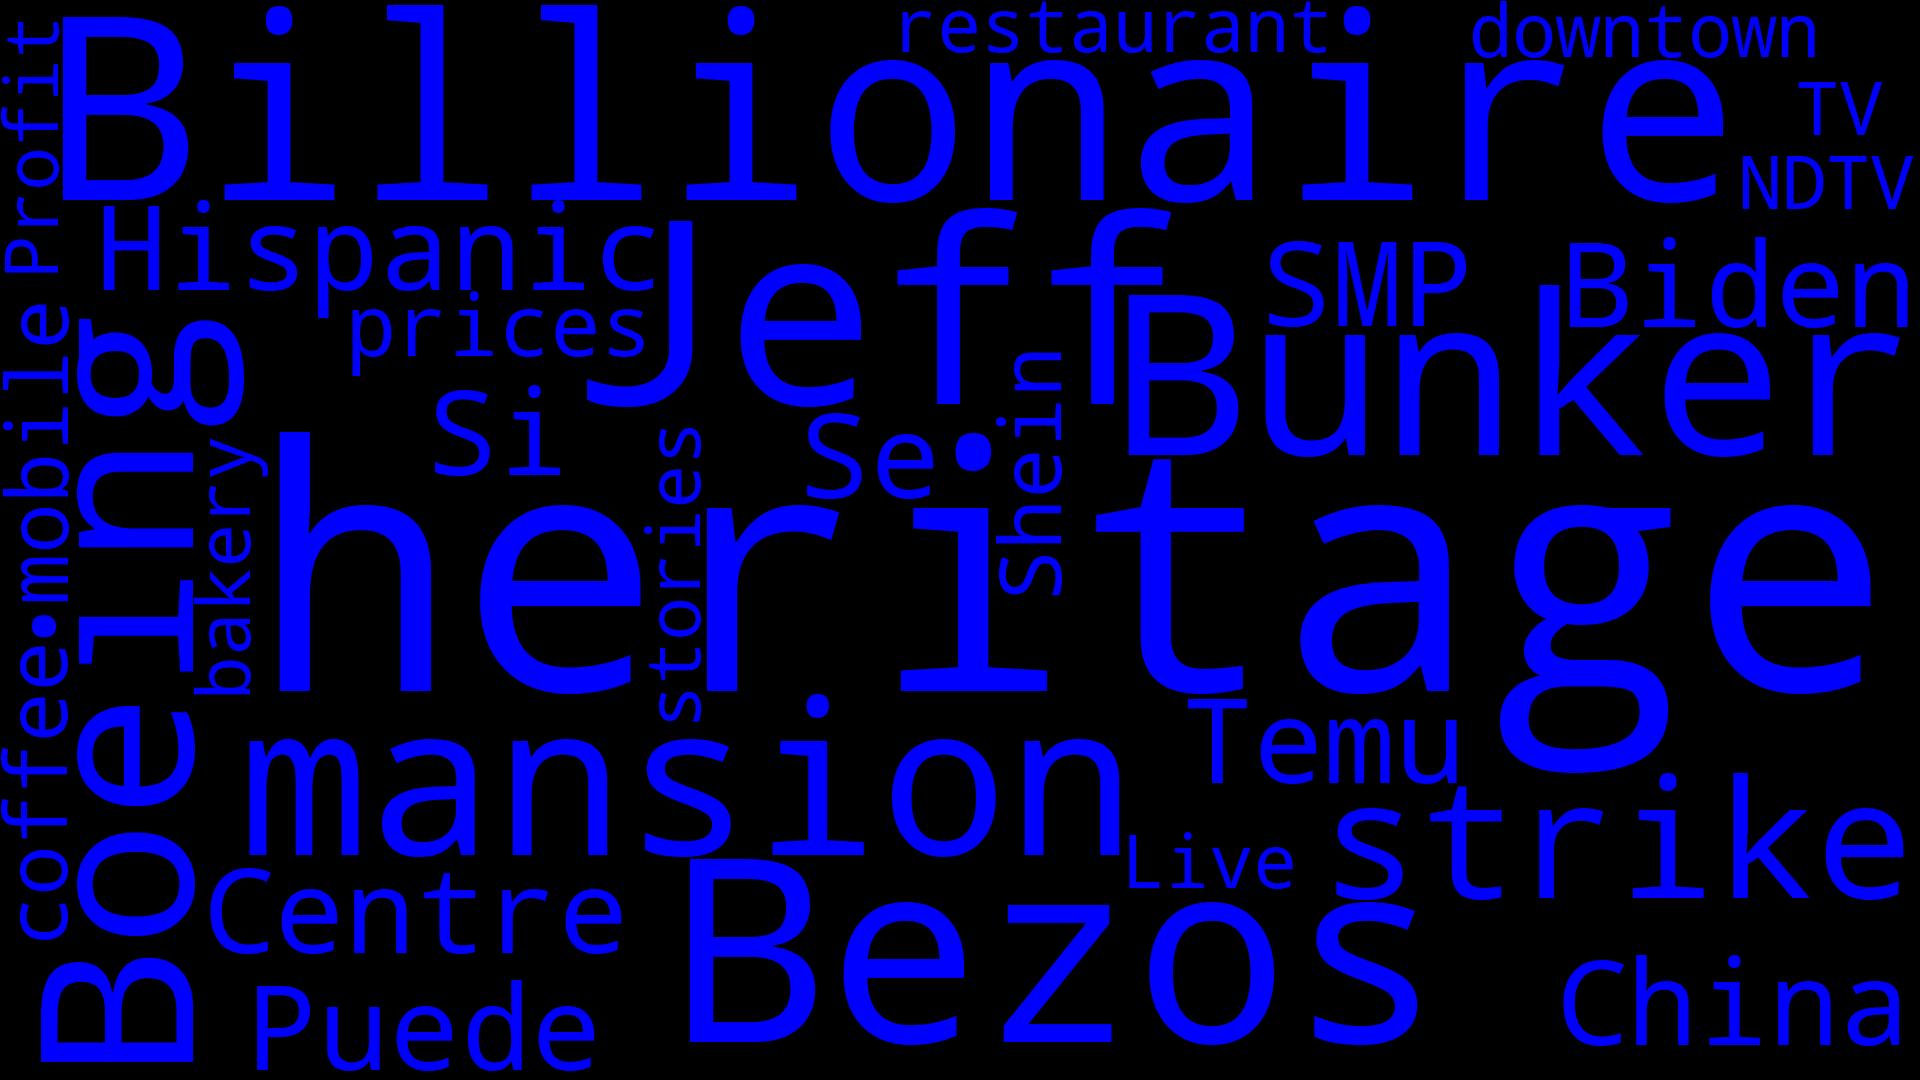 Billionaire
restaurant
downtown
TV
NDTV
Profit
Hispanic
Jeff
SMP
Biden
prices
Bunker
mobile
Boeing
Si
Se
Shein
stories
bakery
heritage
coffee
mansion
Temu
strike
Live
Centre
Bezos
Puede
China